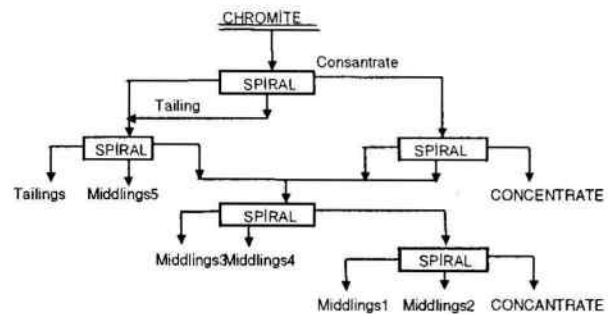 CHROMİTE
Consantrate
SPİRAL
Tailing
SPİRAL
SPİRAL
Tailings
Middlings5
CONCENTRATE
SPİRAL
Middlings3
Middlings4
SPİRAL
Middlings1
Middlings2
CONCANTRATE